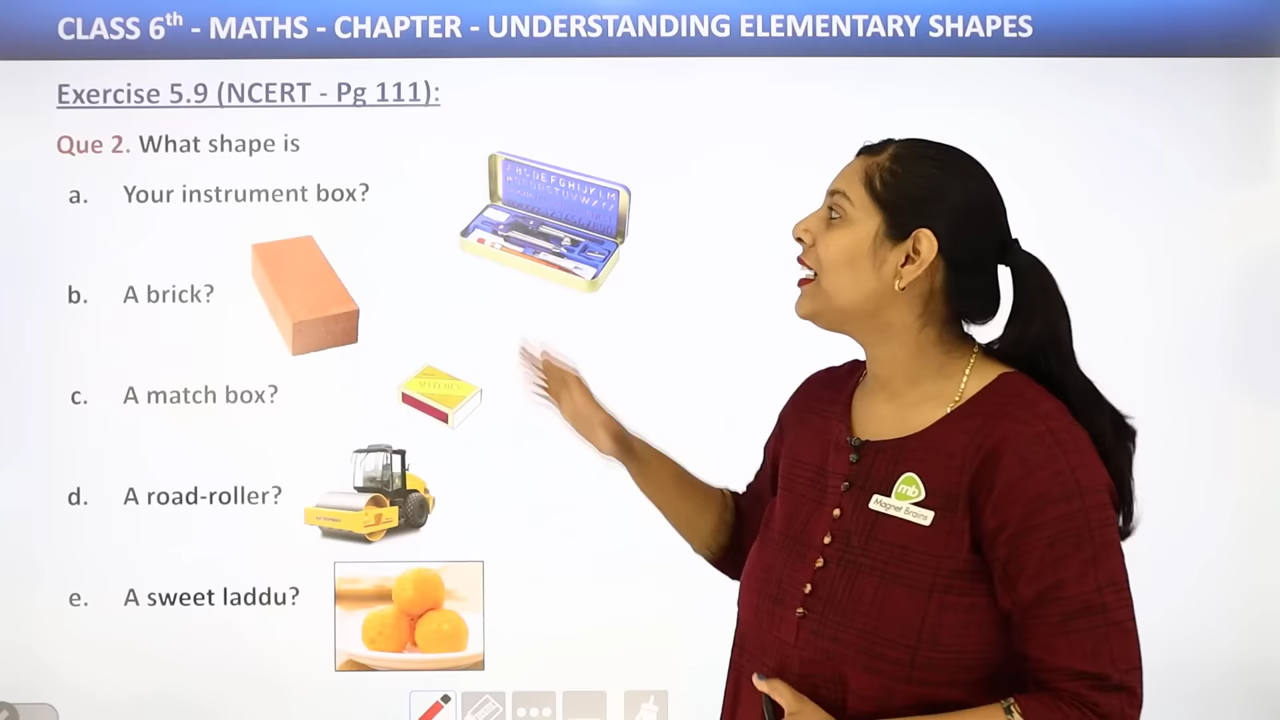 CLASS 6th - MATHS - CHAPTER - UNDERSTANDING ELEMENTARY SHAPES
Exercise 5.9 (NCERT - Pg 111):
Que 2. What shape is
a. Your instrument box?
b. A brick?
c. A match box?
d. A road-roller?
e. A sweet laddu?
mb
Magnet Brains